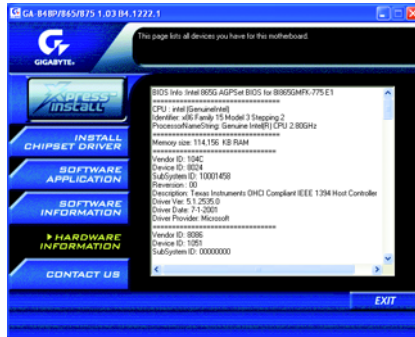 GA-848P/865/875 1.03 B4.1222.1
This page lists all devices you have for this motherboard.
GIGABYTE
Xpress
INSTALL
INSTALL
CHIPSET DRIVER
SOFTWARE
APPLICATION
SOFTWARE
INFORMATION
HARDWARE
INFORMATION
CONTACT US
BIOS Info :Intel 865G AGPSet BIOS for 8I865GMFK-775 E1
==================================
CPU : intel (GenuineIntel)
Identifier: x86 Family 15 Model 3 Stepping 2
ProcessorNameString: Genuine Intel(R) CPU 2.80GHz
==================================
Memory size: 114,156 KB RAM
==================================
Vendor ID: 104C
Device ID: 8024
SubSystem ID: 10001458
Reversion : 00
Description: Texas Instruments OHCI Compliant IEEE 1394 Host Controller
Driver Ver: 5.1.2535.0
Driver Date: 7-1-2001
Driver Provider: Microsoft
==================================
Vendor ID: 8086
Device ID: 1051
SubSystem ID: 00000000
EXIT